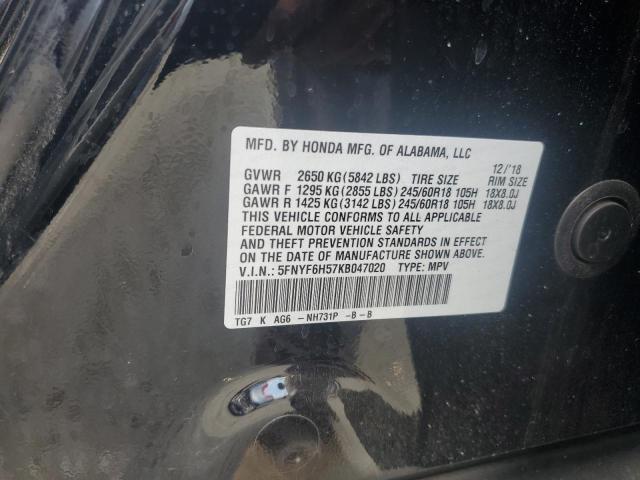 MFD. BY HONDA MFG. OF ALABAMA, LLC 12/'18
GVWR 2650 KG (5842 LBS) TIRE SIZE RIM SIZE
GAWR F 1295 KG (2855 LBS) 245/60R18 105H 18X8.0J
GAWR R 1425 KG (3142 LBS) 245/60R18 105H 18X8.0J
THIS VEHICLE CONFORMS TO ALL APPLICABLE
FEDERAL MOTOR VEHICLE SAFETY
AND THEFT PREVENTION STANDARDS IN EFFECT
ON THE DATE OF MANUFACTURE SHOWN ABOVE.
V.I.N.: 5FNYF6H57KB047020 TYPE: MPV
TG7 K AG6 -NH731P -B -B